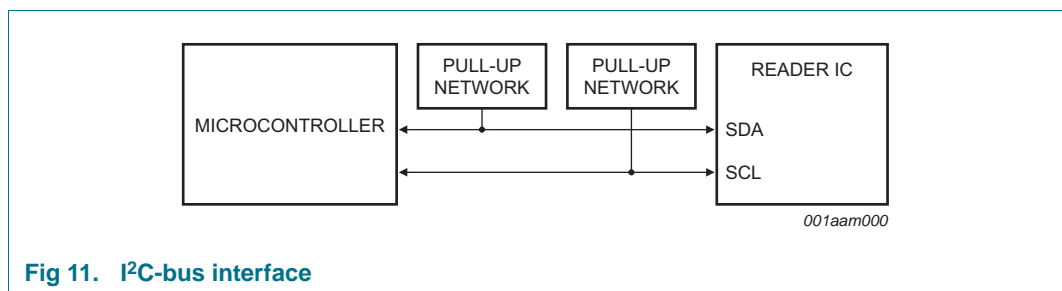 MICROCONTROLLER
PULL-UP
NETWORK
PULL-UP
NETWORK
READER IC
SDA
SCL
001aam000
Fig 11. I²C-bus interface